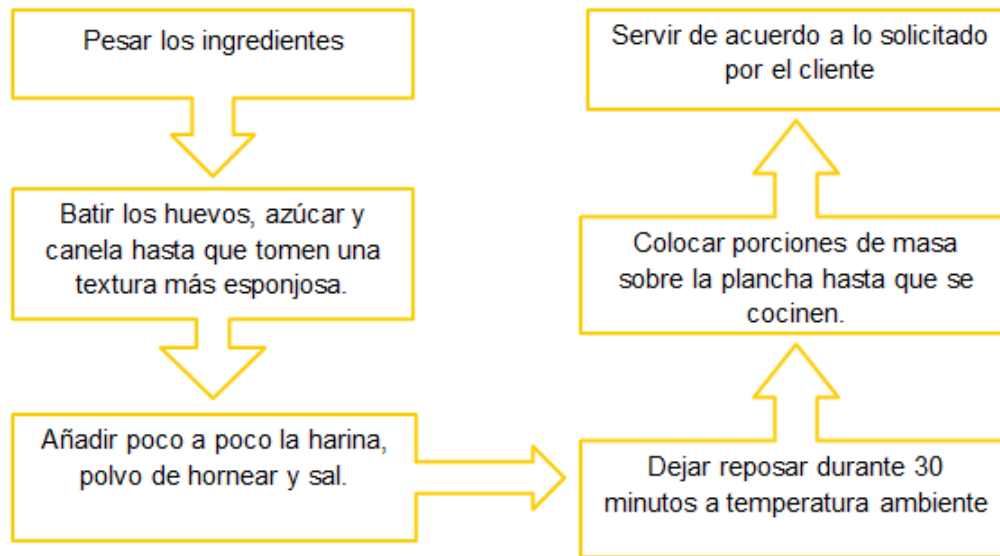 Pesar los ingredientes
Batir los huevos, azúcar y
canela hasta que tomen una
textura más esponjosa.
Añadir poco a poco la harina,
polvo de hornear y sal.
Dejar reposar durante 30
minutos a temperatura ambiente
Colocar porciones de masa
sobre la plancha hasta que se
cocinen.
Servir de acuerdo a lo solicitado
por el cliente